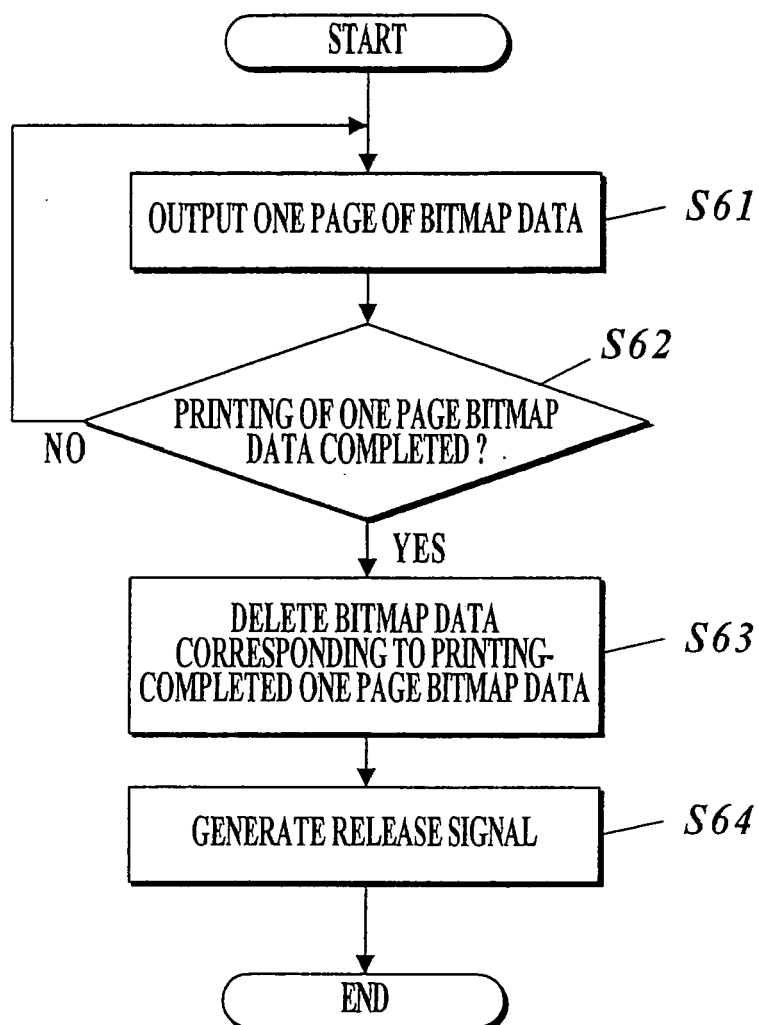 START
OUTPUT ONE PAGE OF BITMAP DATA
S61
S62
PRINTING OF ONE PAGE BITMAP
DATA COMPLETED ?
NO
YES
DELETE BITMAP DATA
CORRESPONDING TO PRINTING-
COMPLETED ONE PAGE BITMAP DATA
S63
GENERATE RELEASE SIGNAL
S64
END